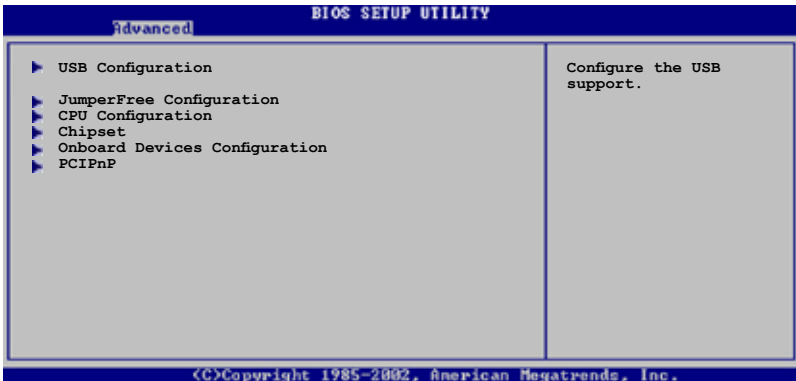 BIOS SETUP UTILITY
Advanced
USB Configuration
JumperFree Configuration
CPU Configuration
Chipset
Onboard Devices Configuration
PCIPnP
Configure the USB
support.
(C)Copyright 1985-2002, American Megatrends, Inc.